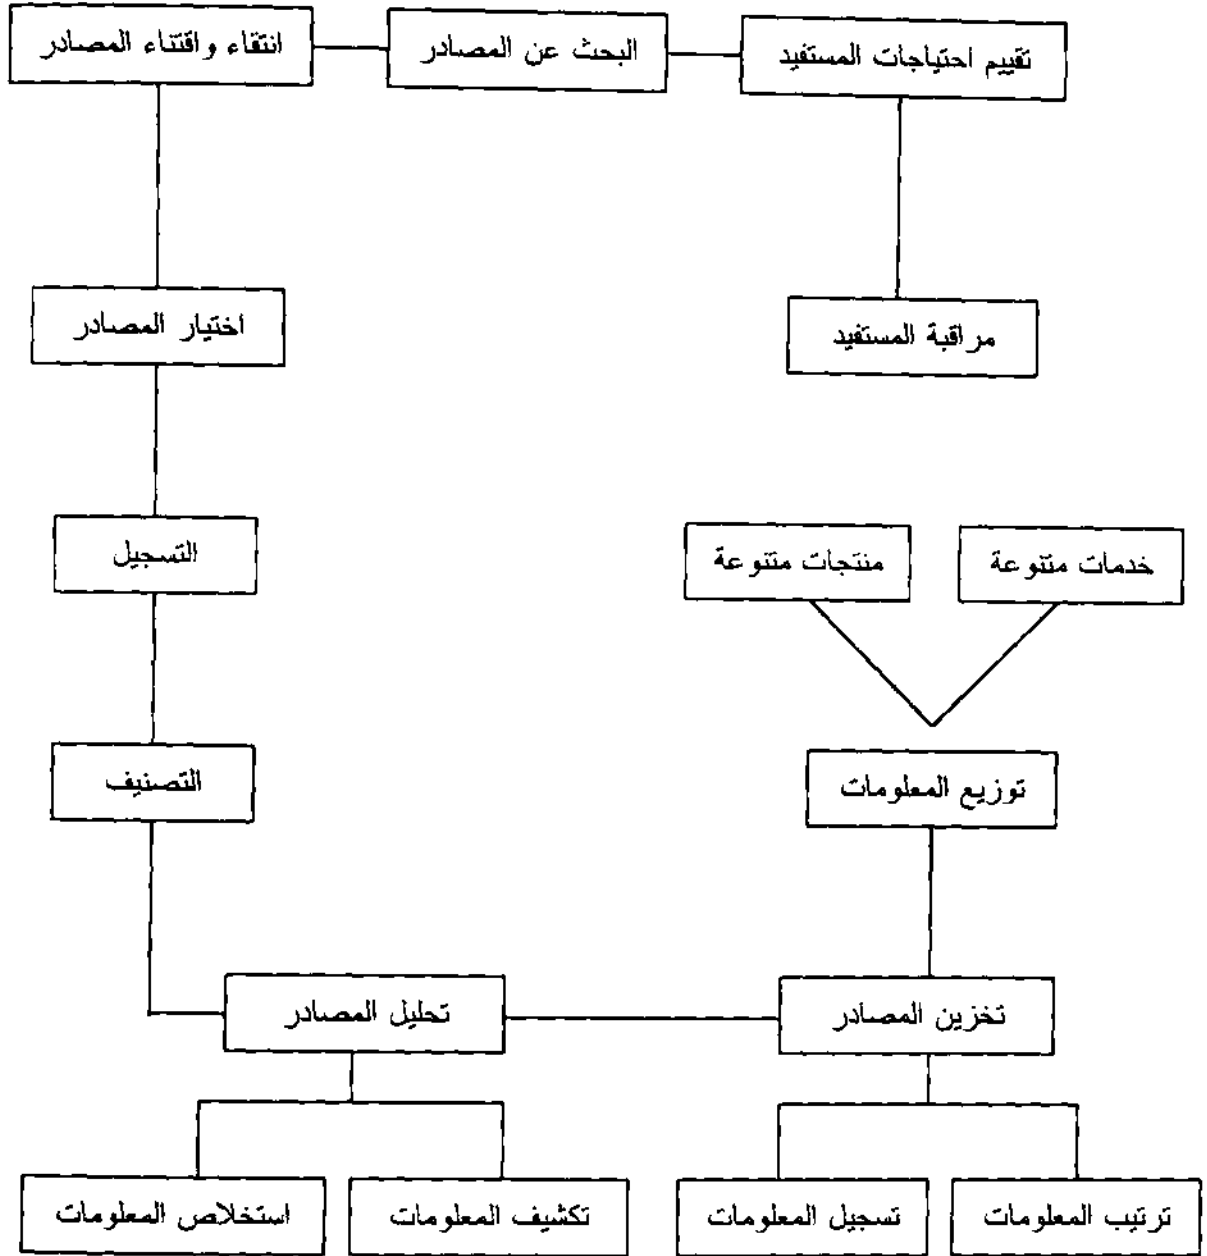 تقييم احتياجات المستفيد
البحث عن المصادر
انتقاء واقتناء المصادر
مراقبة المستفيد
اختيار المصادر
خدمات متنوعة
منتجات متنوعة
التسجيل
توزيع المعلومات
التصنيف
تخزين المصادر
تحليل المصادر
ترتيب المعلومات
تسجيل المعلومات
تكشيف المعلومات
استخلاص المعلومات